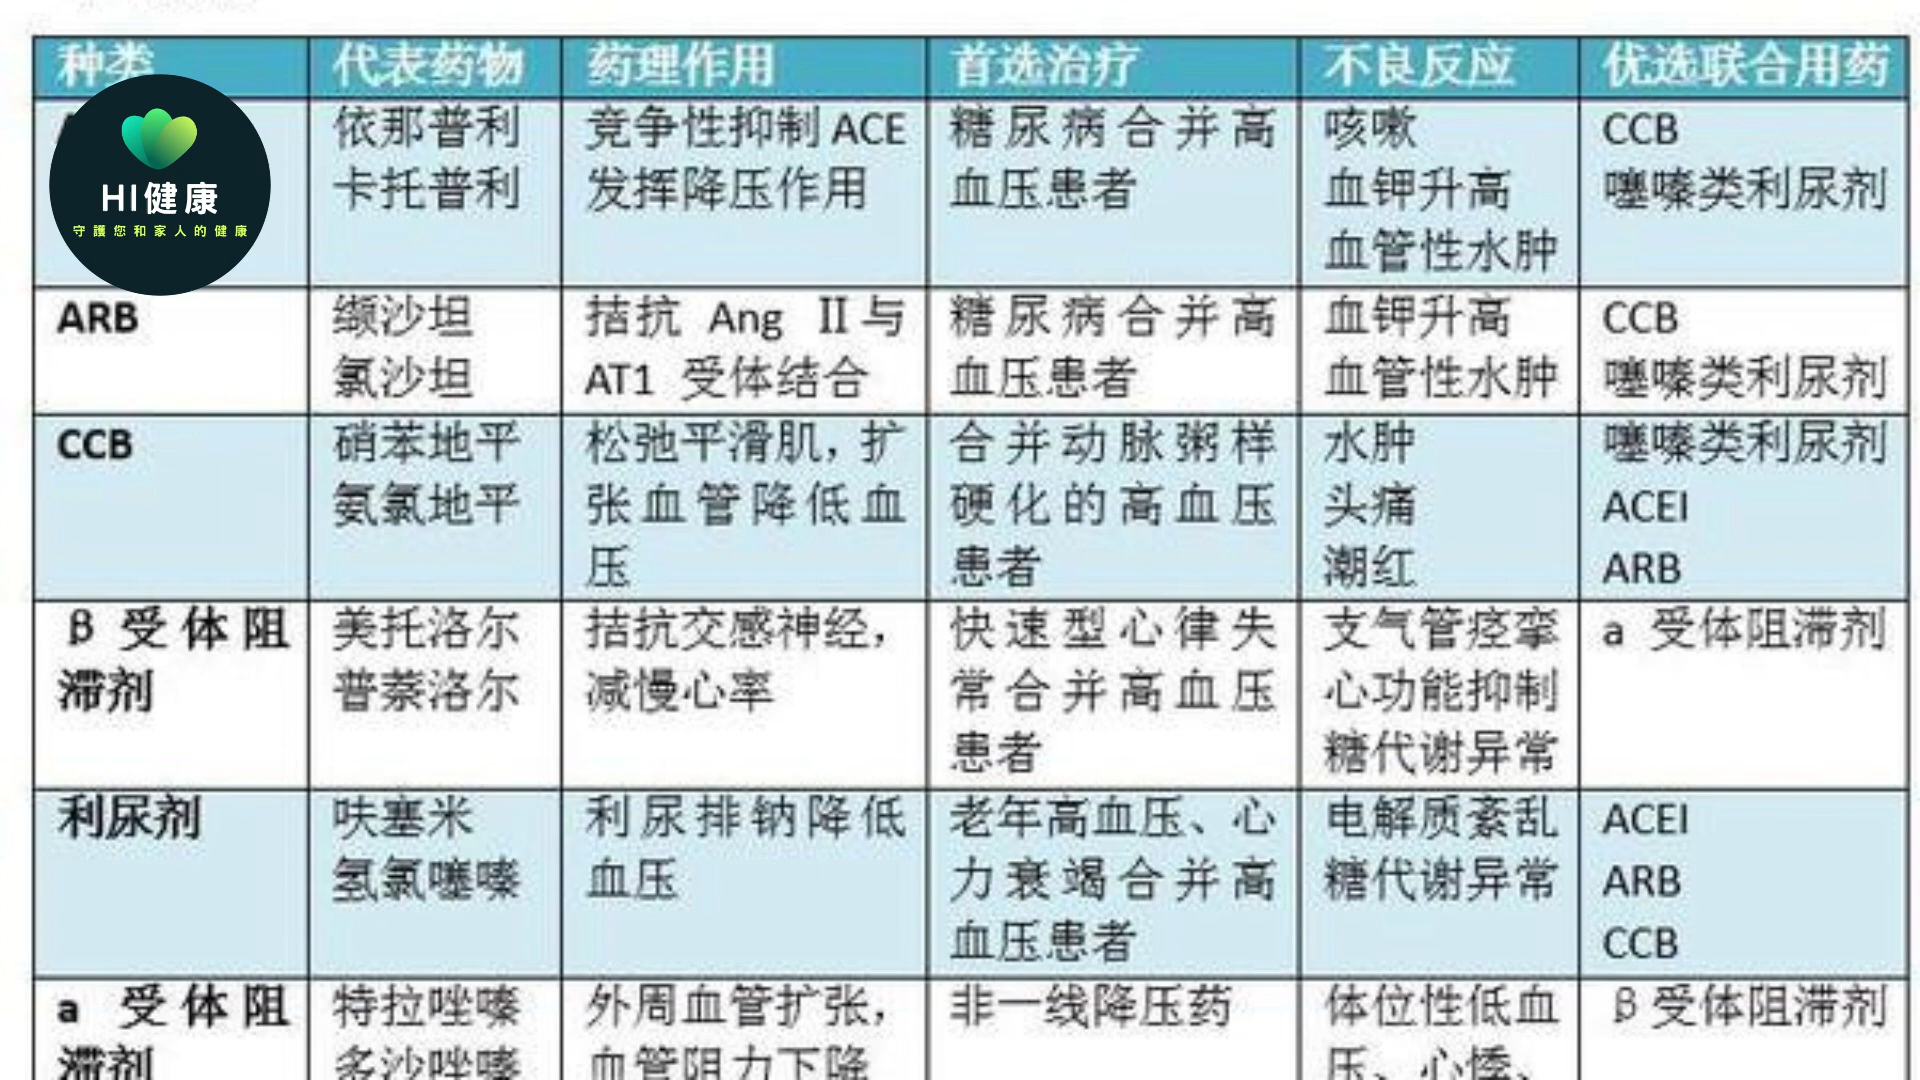 种类 代表药物 药理作用 首选治疗 不良反应 优选联合用药
HI健康
守護您和家人的健康
依那普利 竞争性抑制 ACE 糖尿病合并高 咳嗽 CCB
卡托普利 发挥降压作用 血压患者 血钾升高 噻嗪类利尿剂
血管性水肿
ARB 缬沙坦 拮抗 Ang II与 糖尿病合并高 血钾升高 CCB
氯沙坦 AT1 受体结合 血压患者 血管性水肿 噻嗪类利尿剂
CCB 硝苯地平 松弛平滑肌，扩 合并动脉粥样 水肿 噻嗪类利尿剂
氨氯地平 张血管降低血 硬化的高血压 头痛 ACEI
压 患者 潮红 ARB
β 受体阻 美托洛尔 拮抗交感神经， 快速型心律失 支气管痉挛 a 受体阻滞剂
滞剂 普萘洛尔 减慢心率 常合并高血压 心功能抑制
患者 糖代谢异常
利尿剂 呋塞米 利尿排钠降低 老年高血压、心 电解质紊乱 ACEI
氢氯噻嗪 血压 力衰竭合并高 糖代谢异常 ARB
血压患者 CCB
a 受体阻 特拉唑嗪 外周血管扩张， 非一线降压药 体位性低血 β受体阻滞剂
滞剂 多沙唑嗪 血管阻力下降 压、心悸、